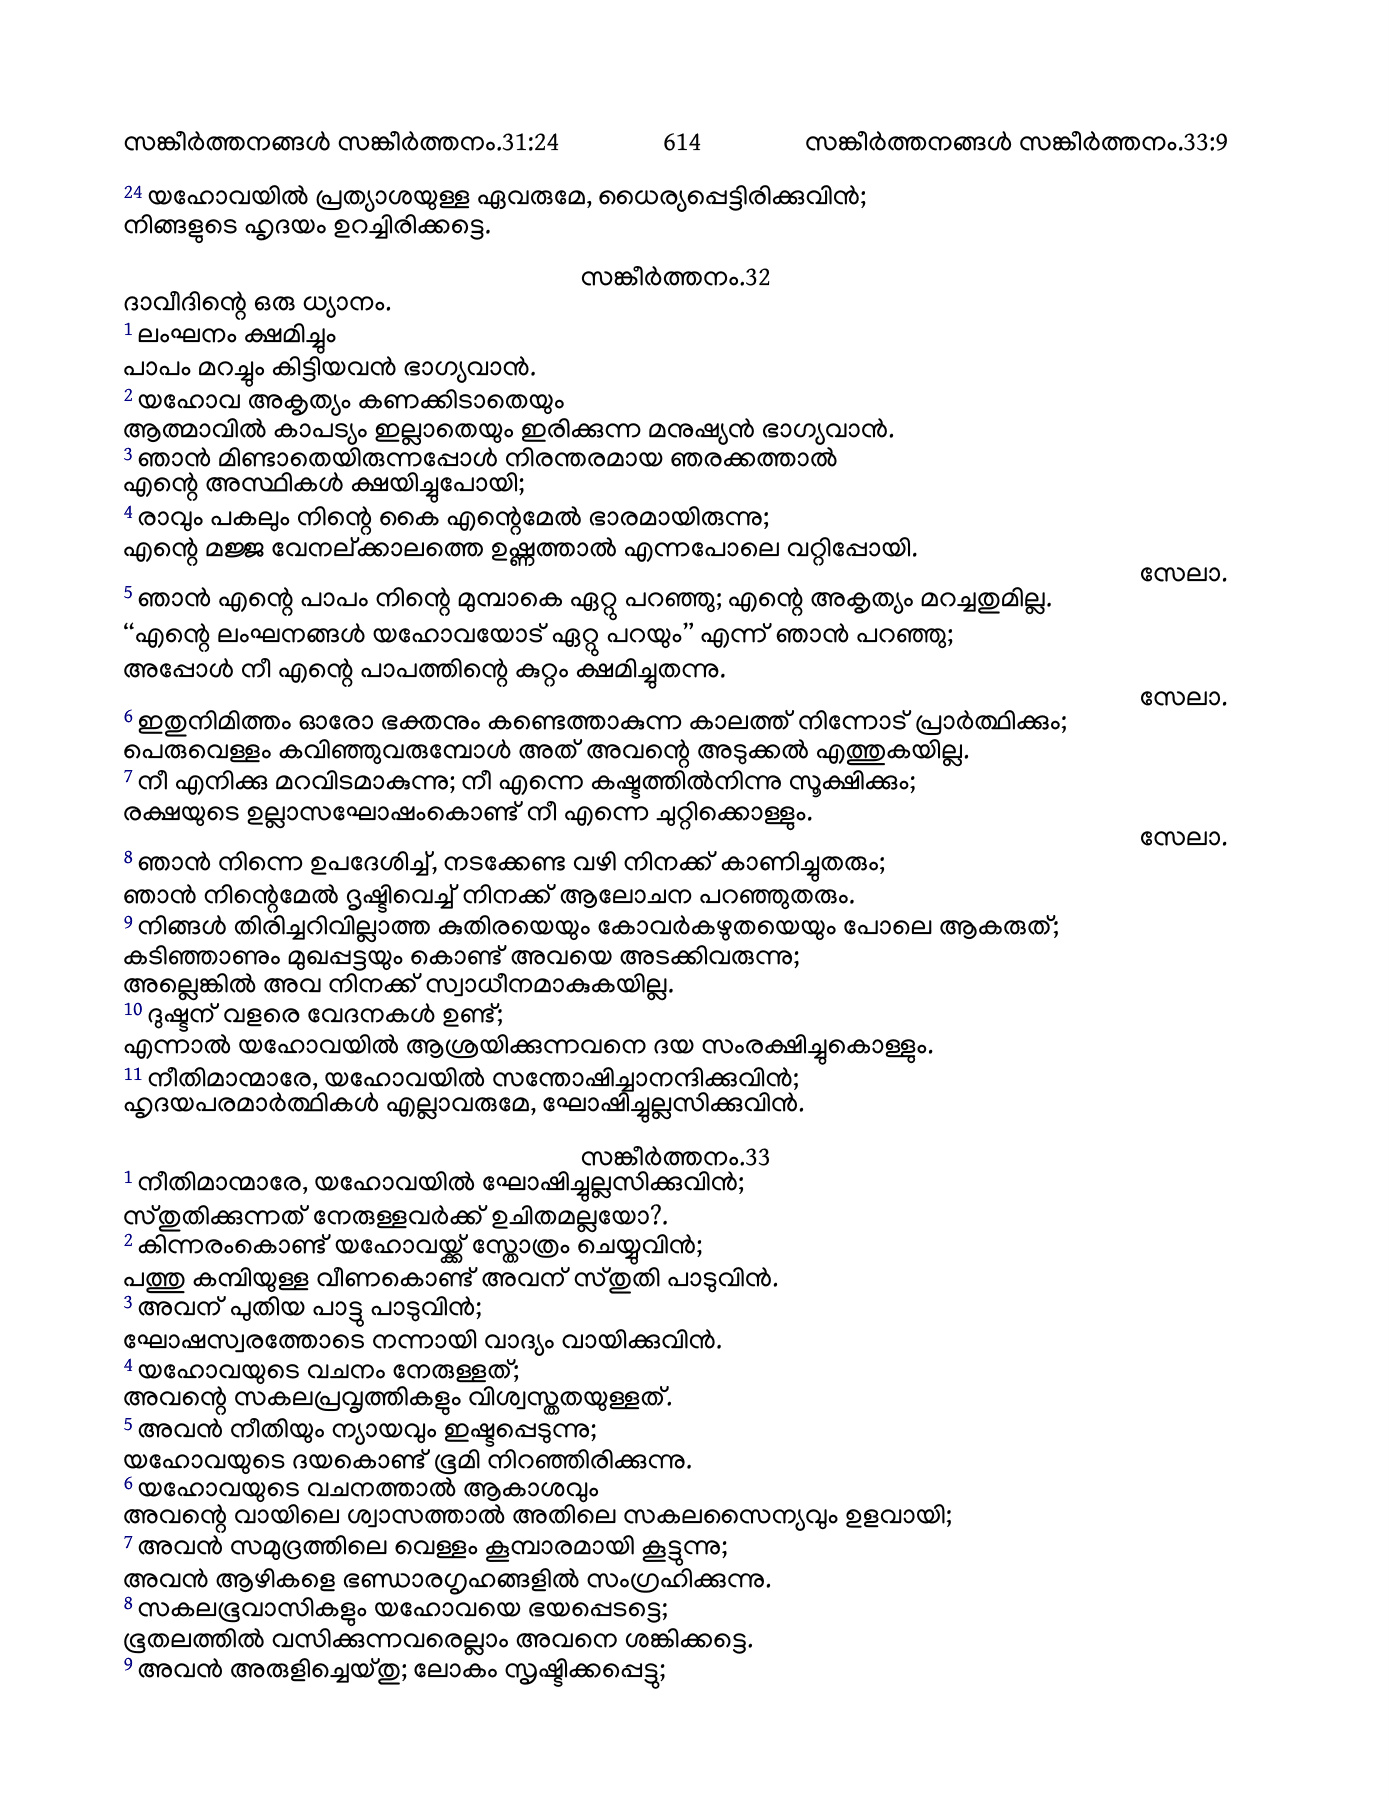 സങ്കീർത്തനങ്ങൾ സങ്കീർത്തനം.31:24 614 സങ്കീർത്തനങ്ങൾ സങ്കീർത്തനം.33:9
24 യഹോവയിൽ പ്രത്യാശയുള്ള ഏവരുമേ, ധൈര്യപ്പെട്ടിരിക്കുവിൻ;
നിങ്ങളുടെ ഹൃദയം ഉറച്ചിരിക്കട്ടെ.
സങ്കീർത്തനം.32
ദാവീദിന്റെ ഒരു ധ്യാനം.
1 ലംഘനം ക്ഷമിച്ചും
പാപം മറച്ചും കിട്ടിയവൻ ഭാഗ്യവാൻ.
2 യഹോവ അകൃത്യം കണക്കിടാതെയും
ആത്മാവിൽ കാപട്യം ഇല്ലാതെയും ഇരിക്കുന്ന മനുഷ്യൻ ഭാഗ്യവാൻ.
3 ഞാൻ മിണ്ടാതെയിരുന്നപ്പോൾ നിരന്തരമായ ഞരക്കത്താൽ
എന്റെ അസ്ഥികൾ ക്ഷയിച്ചുപോയി;
4 രാവും പകലും നിന്റെ കൈ എന്റെമേൽ ഭാരമായിരുന്നു;
എന്റെ മജ്ജ വേനല്ക്കാലത്തെ ഉഷ്ണത്താൽ എന്നപോലെ വറ്റിപ്പോയി.
സേലാ.
5 ഞാൻ എന്റെ പാപം നിന്റെ മുമ്പാകെ ഏറ്റു പറഞ്ഞു; എന്റെ അകൃത്യം മറച്ചതുമില്ല.
“എന്റെ ലംഘനങ്ങൾ യഹോവയോട് ഏറ്റു പറയും” എന്ന് ഞാൻ പറഞ്ഞു;
അപ്പോൾ നീ എന്റെ പാപത്തിന്റെ കുറ്റം ക്ഷമിച്ചുതന്നു.
സേലാ.
6 ഇതുനിമിത്തം ഓരോ ഭക്തനും കണ്ടെത്താകുന്ന കാലത്ത് നിന്നോട് പ്രാർത്ഥിക്കും;
പെരുവെള്ളം കവിഞ്ഞുവരുമ്പോൾ അത് അവന്റെ അടുക്കൽ എത്തുകയില്ല.
7 നീ എനിക്കു മറവിടമാകുന്നു; നീ എന്നെ കഷ്ടത്തിൽനിന്നു സൂക്ഷിക്കും;
രക്ഷയുടെ ഉല്ലാസഘോഷംകൊണ്ട് നീ എന്നെ ചുറ്റിക്കൊള്ളും.
സേലാ.
8 ഞാൻ നിന്നെ ഉപദേശിച്ച്, നടക്കേണ്ട വഴി നിനക്ക് കാണിച്ചുതരും;
ഞാൻ നിന്റെമേൽ ദൃഷ്ടിവെച്ച് നിനക്ക് ആലോചന പറഞ്ഞുതരും.
9 നിങ്ങൾ തിരിച്ചറിവില്ലാത്ത കുതിരയെയും കോവർകഴുതയെയും പോലെ ആകരുത്;
കടിഞ്ഞാണും മുഖപ്പട്ടയും കൊണ്ട് അവയെ അടക്കിവരുന്നു;
അല്ലെങ്കിൽ അവ നിനക്ക് സ്വാധീനമാകുകയില്ല.
10 ദുഷ്ടന് വളരെ വേദനകൾ ഉണ്ട്;
എന്നാൽ യഹോവയിൽ ആശ്രയിക്കുന്നവനെ ദയ സംരക്ഷിച്ചുകൊള്ളും.
11 നീതിമാന്മാരേ, യഹോവയിൽ സന്തോഷിച്ചാനന്ദിക്കുവിൻ;
ഹൃദയപരമാർത്ഥികൾ എല്ലാവരുമേ, ഘോഷിച്ചുല്ലസിക്കുവിൻ.
സങ്കീർത്തനം.33
1 നീതിമാന്മാരേ, യഹോവയിൽ ഘോഷിച്ചുല്ലസിക്കുവിൻ;
സ്തുതിക്കുന്നത് നേരുള്ളവർക്ക് ഉചിതമല്ലയോ?.
2 കിന്നരംകൊണ്ട് യഹോവയ്ക്ക് സ്തോത്രം ചെയ്യുവിൻ;
പത്തു കമ്പിയുള്ള വീണകൊണ്ട് അവന് സ്തുതി പാടുവിൻ.
3 അവന് പുതിയ പാട്ടു പാടുവിൻ;
ഘോഷസ്വരത്തോടെ നന്നായി വാദ്യം വായിക്കുവിൻ.
4 യഹോവയുടെ വചനം നേരുള്ളത്;
അവന്റെ സകലപ്രവൃത്തികളും വിശ്വസ്തതയുള്ളത്.
5 അവൻ നീതിയും ന്യായവും ഇഷ്ടപ്പെടുന്നു;
യഹോവയുടെ ദയകൊണ്ട് ഭൂമി നിറഞ്ഞിരിക്കുന്നു.
6 യഹോവയുടെ വചനത്താൽ ആകാശവും
അവന്റെ വായിലെ ശ്വാസത്താൽ അതിലെ സകലസൈന്യവും ഉളവായി;
7 അവൻ സമുദ്രത്തിലെ വെള്ളം കൂമ്പാരമായി കൂട്ടുന്നു;
അവൻ ആഴികളെ ഭണ്ഡാരഗൃഹങ്ങളിൽ സംഗ്രഹിക്കുന്നു.
8 സകലഭൂവാസികളും യഹോവയെ ഭയപ്പെടട്ടെ;
ഭൂതലത്തിൽ വസിക്കുന്നവരെല്ലാം അവനെ ശങ്കിക്കട്ടെ.
9 അവൻ അരുളിച്ചെയ്തു; ലോകം സൃഷ്ടിക്കപ്പെട്ടു;